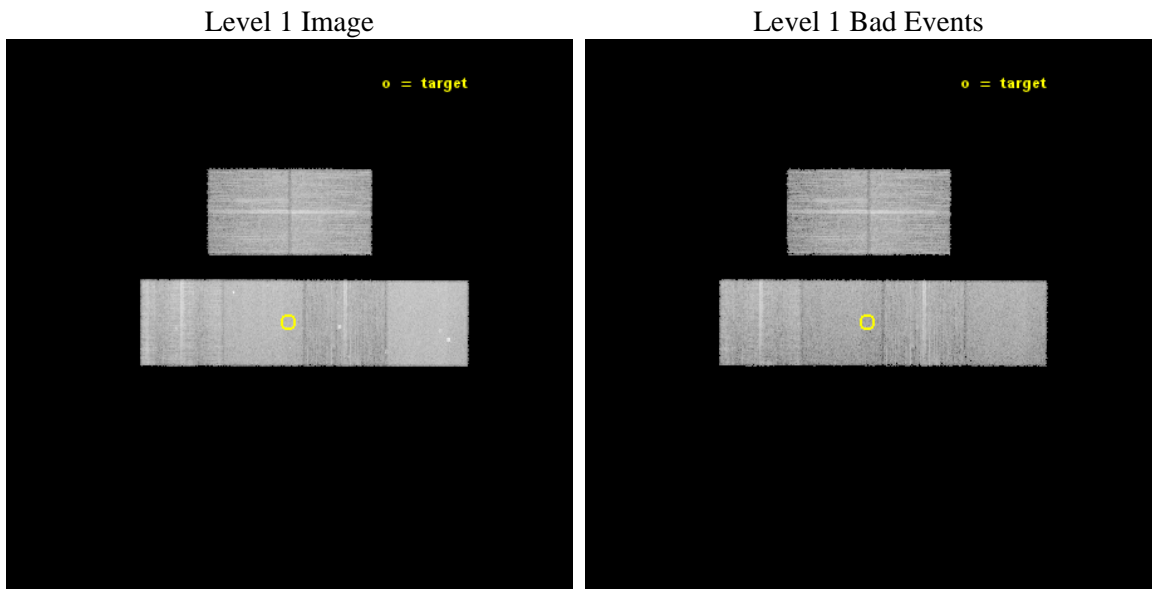 Level 1 Image
Level 1 Bad Events
o = target
o = target